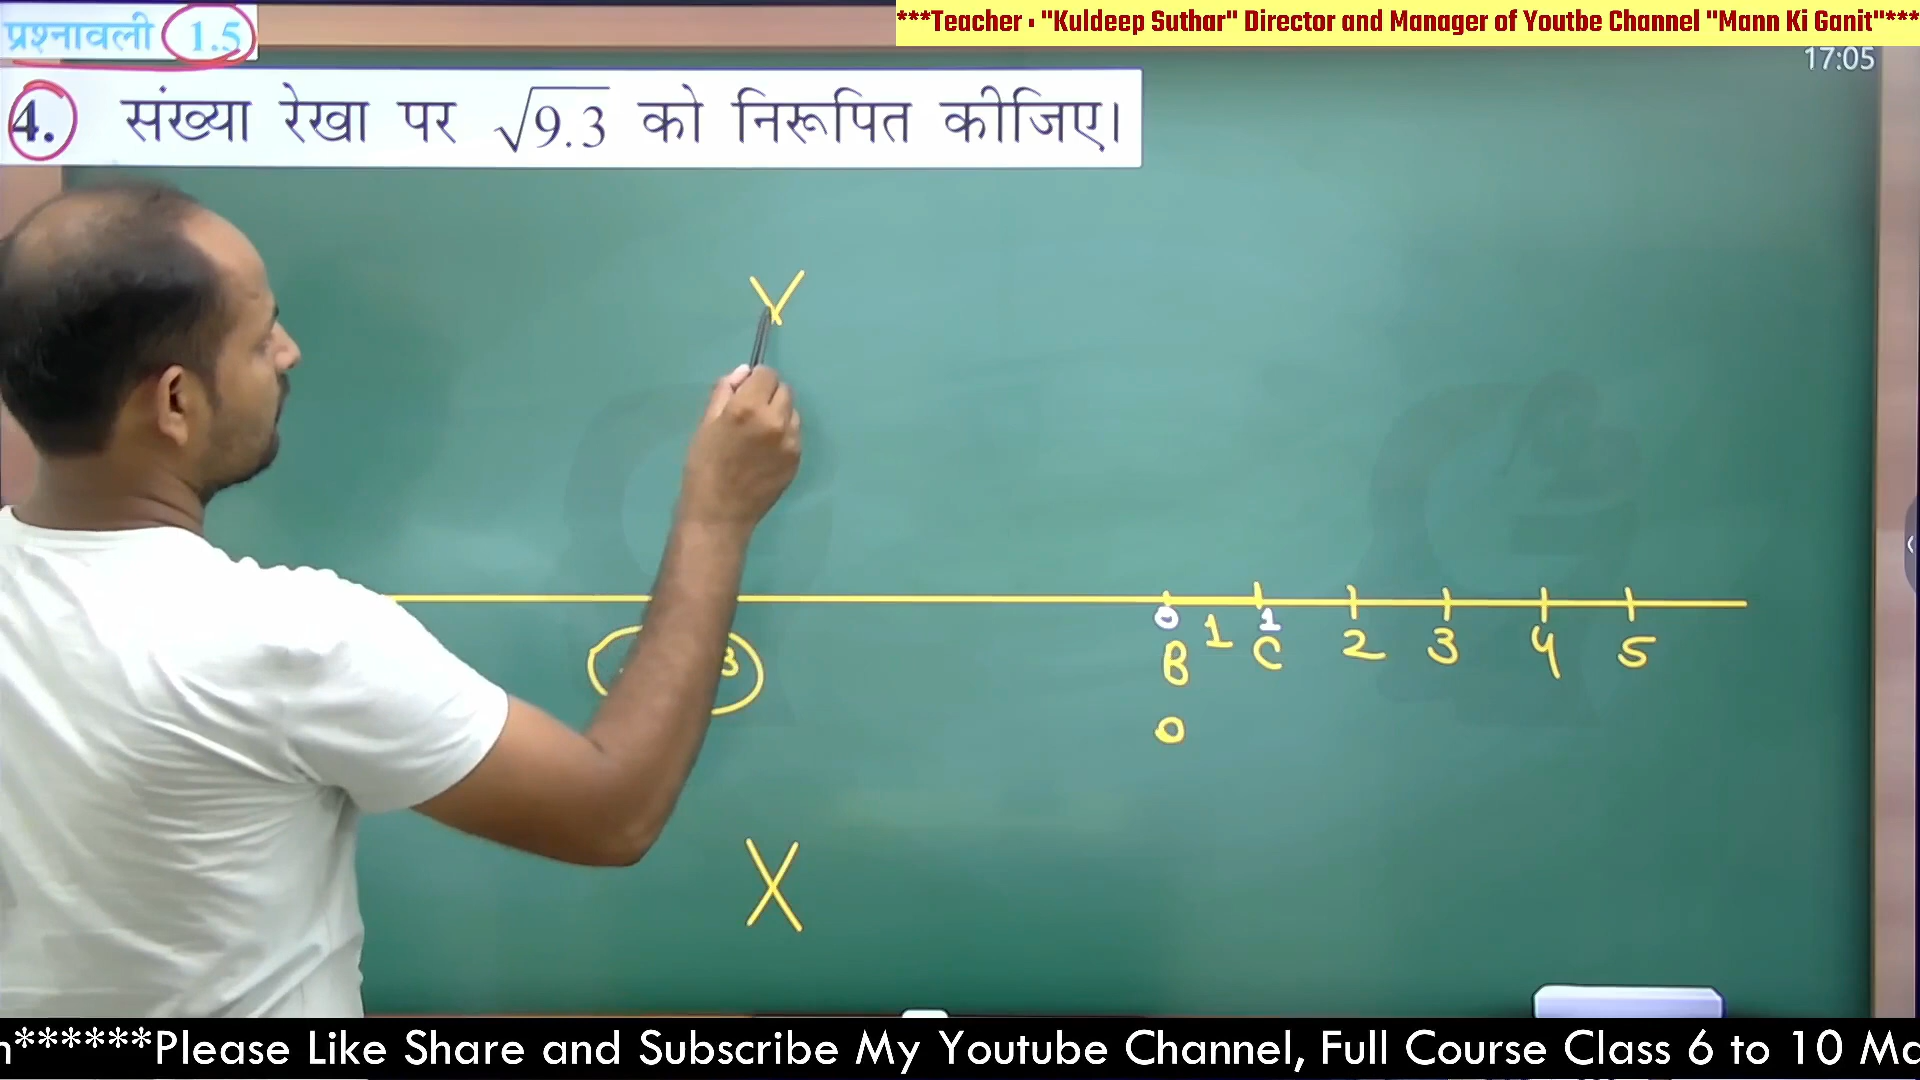 ***Teacher : "Kuldeep Suthar" Director and Manager of Youtbe Channel "Mann Ki Ganit"***
प्रश्नावली 1.5
17:05
4. संख्या रेखा पर √9.3 को निरूपित कीजिए।
Y
0 1
B 1 C 2 3 4 5
3
0
X
******Please Like Share and Subscribe My Youtube Channel, Full Course Class 6 to 10